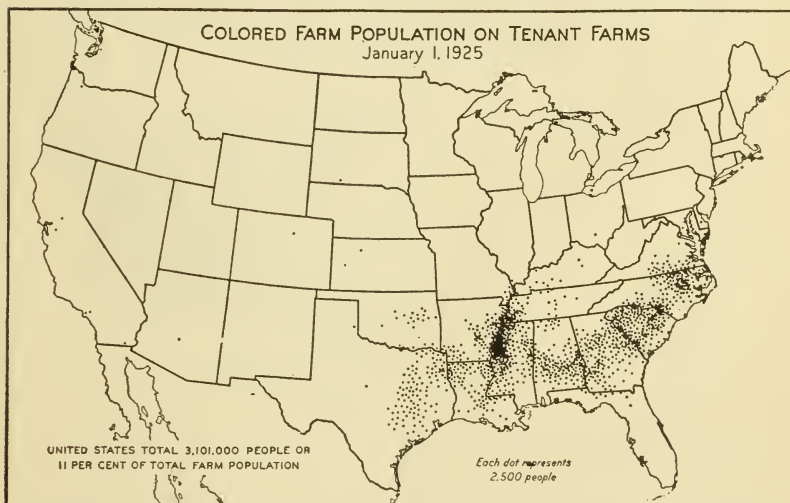 COLORED FARM POPULATION ON TENANT FARMS
January 1, 1925
UNITED STATES TOTAL 3,101,000 PEOPLE OR
11 PER CENT OF TOTAL FARM POPULATION
Each dot represents
2,500 people